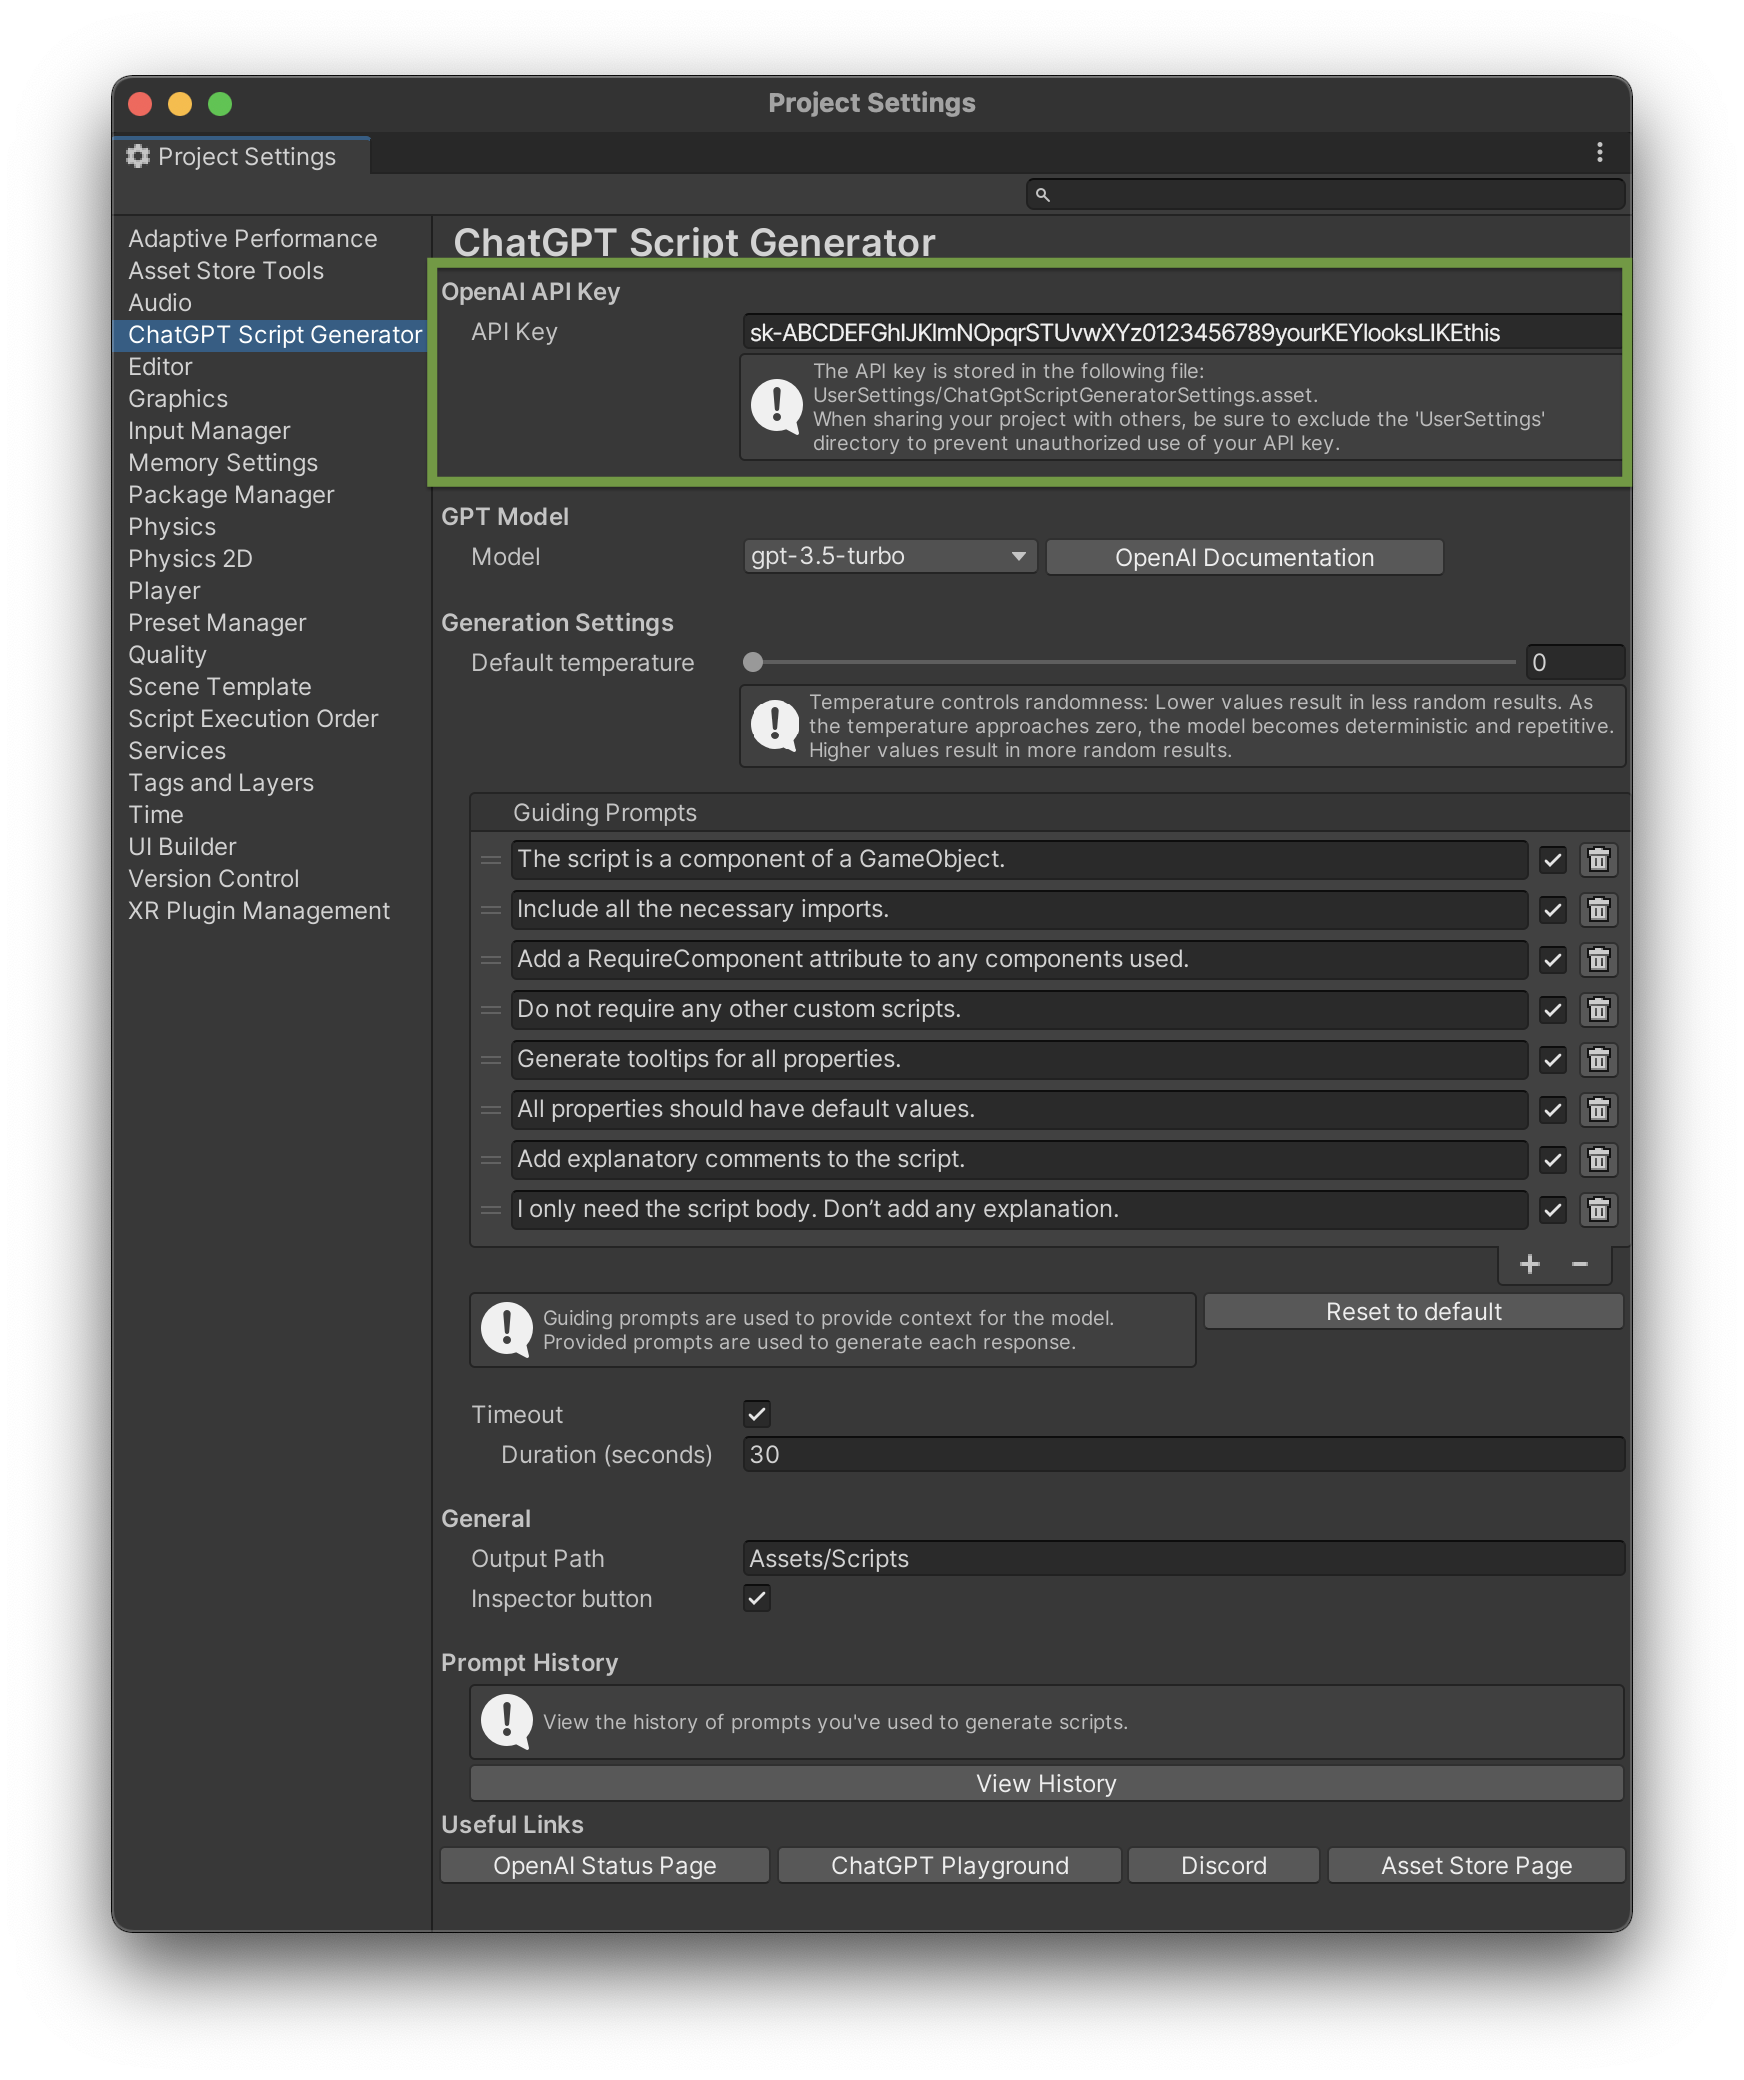 Project Settings
Project Settings
Adaptive Performance
Asset Store Tools
Audio
ChatGPT Script Generator
Editor
Graphics
Input Manager
Memory Settings
Package Manager
Physics
Physics 2D
Player
Preset Manager
Quality
Scene Template
Script Execution Order
Services
Tags and Layers
Time
UI Builder
Version Control
XR Plugin Management
ChatGPT Script Generator
OpenAI API Key
API Key
sk-ABCDEFGhIJKlmNOpqrSTUvwXYz0123456789yourKEYlooksLIKEthis
The API key is stored in the following file:
UserSettings/ChatGptScriptGeneratorSettings.asset.
When sharing your project with others, be sure to exclude the 'UserSettings'
directory to prevent unauthorized use of your API key.
GPT Model
Model
gpt-3.5-turbo
OpenAI Documentation
Generation Settings
Default temperature
0
Temperature controls randomness: Lower values result in less random results. As
the temperature approaches zero, the model becomes deterministic and repetitive.
Higher values result in more random results.
Guiding Prompts
The script is a component of a GameObject.
Include all the necessary imports.
Add a RequireComponent attribute to any components used.
Do not require any other custom scripts.
Generate tooltips for all properties.
All properties should have default values.
Add explanatory comments to the script.
I only need the script body. Don’t add any explanation.
Guiding prompts are used to provide context for the model.
Provided prompts are used to generate each response.
Reset to default
Timeout
Duration (seconds)
30
General
Output Path
Assets/Scripts
Inspector button
Prompt History
View the history of prompts you've used to generate scripts.
View History
Useful Links
OpenAI Status Page
ChatGPT Playground
Discord
Asset Store Page